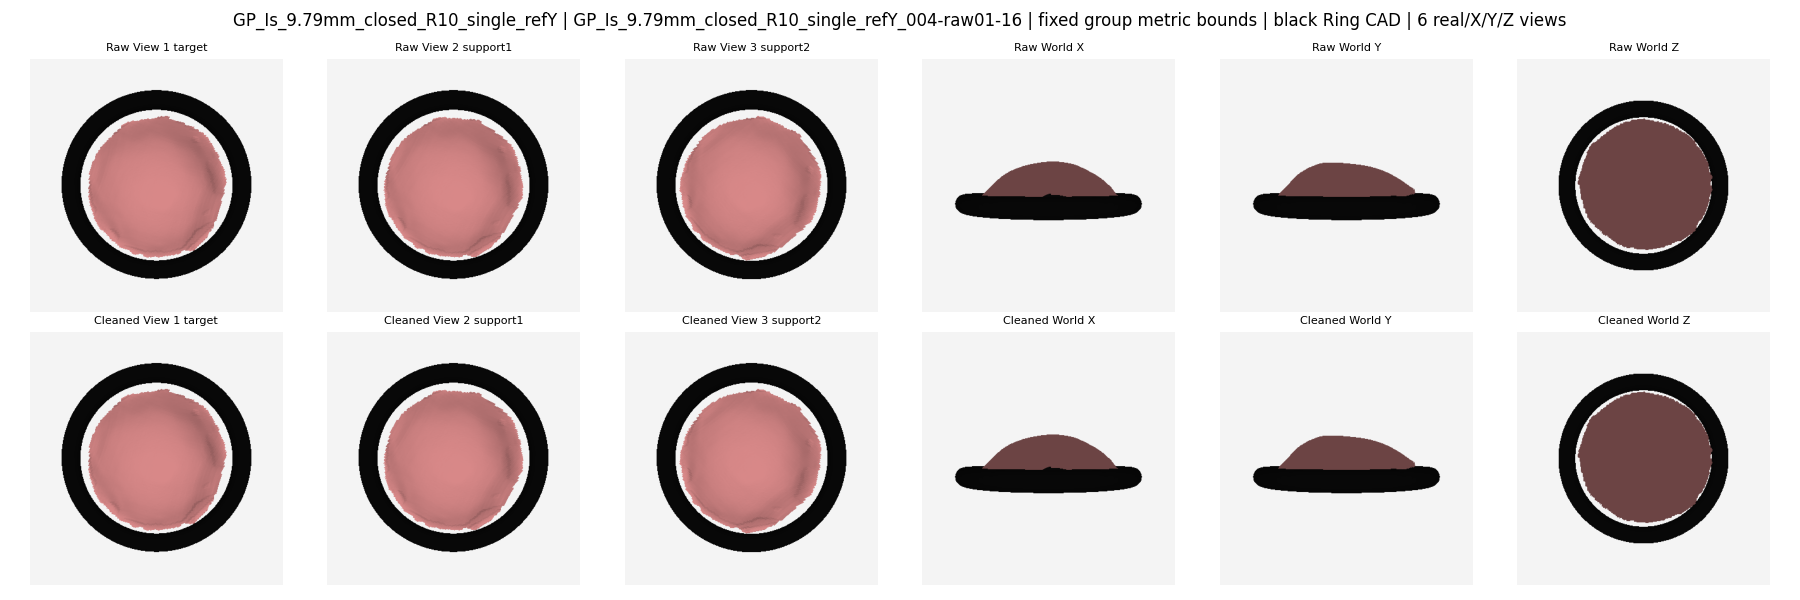 GP_Is_9.79mm_closed_R10_single_refY | GP_Is_9.79mm_closed_R10_single_refY_004-raw01-16 | fixed group metric bounds | black Ring CAD | 6 real/X/Y/Z views
Raw View 1 target
Raw View 2 support1
Raw View 3 support2
Raw World X
Raw World Y
Raw World Z
Cleaned View 1 target
Cleaned View 2 support1
Cleaned View 3 support2
Cleaned World X
Cleaned World Y
Cleaned World Z